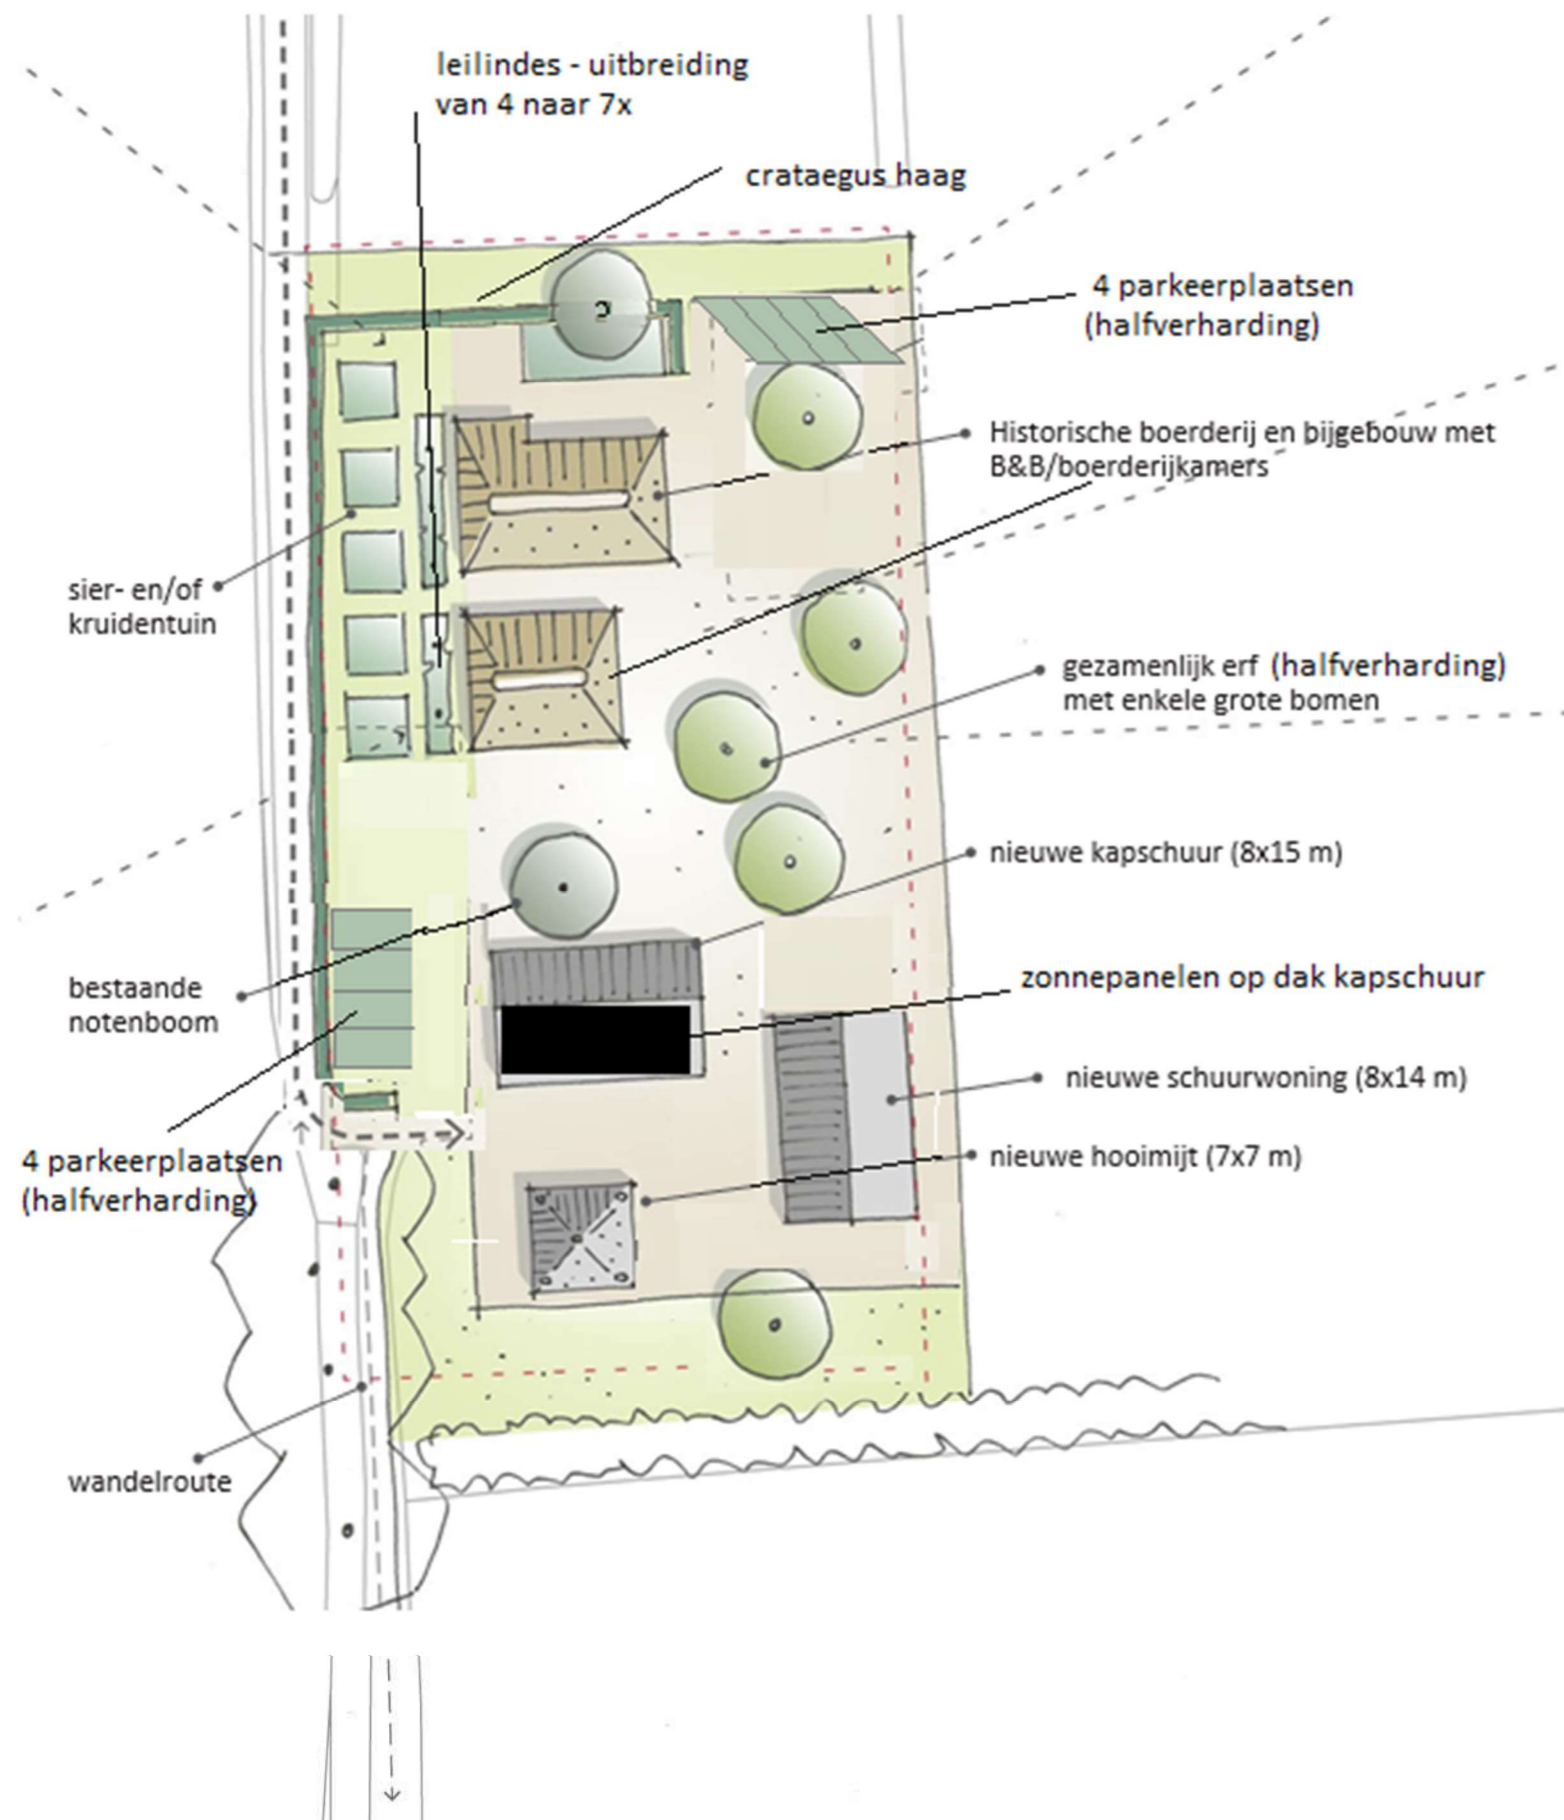 leilindes - uitbreiding
van 4 naar 7x
crataegus haag
4 parkeerplaatsen
(halfverharding)
Historische boerderij en bijgebouw met
B&B/boerderijkamers
sier- en/of
kruidentuin
gezamenlijk erf (halfverharding)
met enkele grote bomen
nieuwe kapschuur (8x15 m)
zonnepanelen op dak kapschuur
bestaande
notenboom
nieuwe schuurwoning (8x14 m)
nieuwe hooimijt (7x7 m)
4 parkeerplaatsen
(halfverharding)
wandelroute